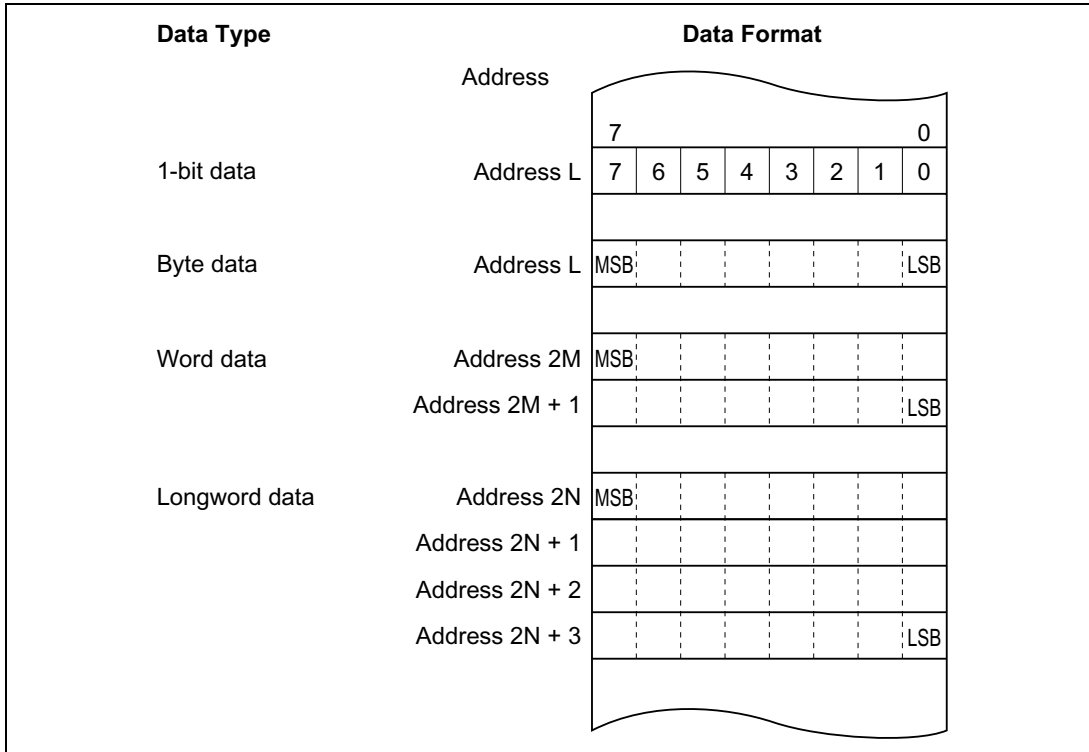 Data Type Data Format
Address
7 0
1-bit data Address L 7 6 5 4 3 2 1 0
Byte data Address L MSB LSB
Word data Address 2M MSB
Address 2M + 1 LSB
Longword data Address 2N MSB
Address 2N + 1
Address 2N + 2
Address 2N + 3 LSB